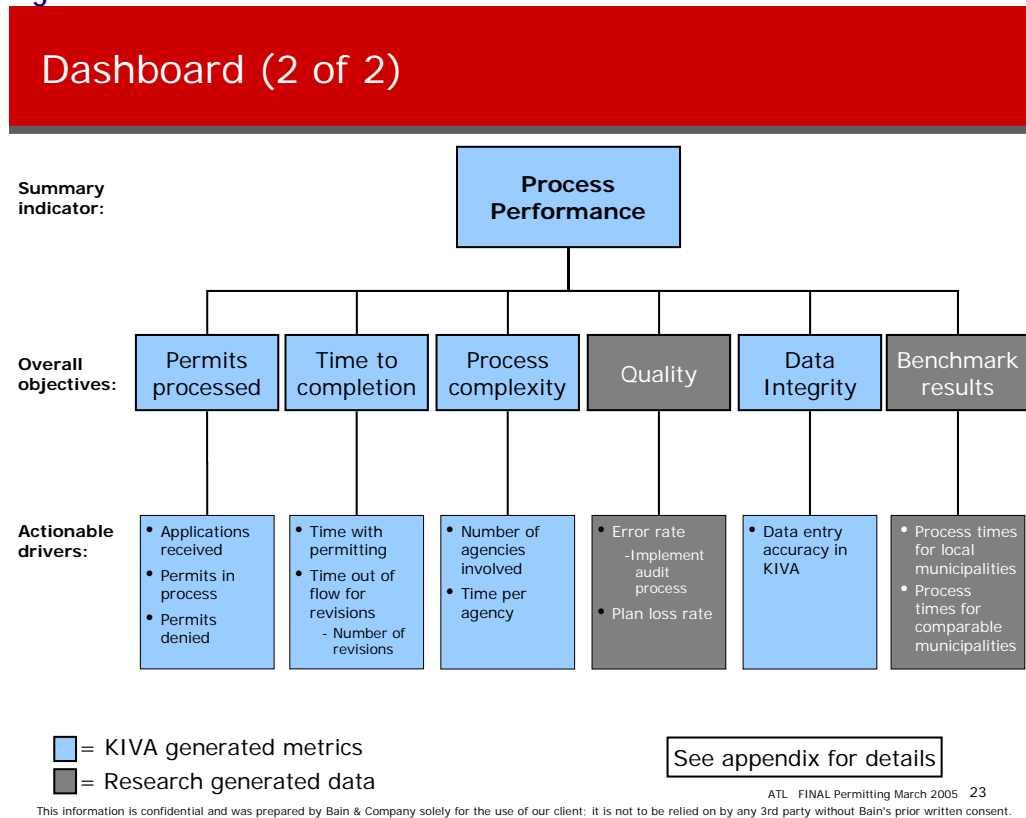 Dashboard (2 of 2)
Summary
indicator:
Process
Performance
Overall
objectives:
Permits
processed
Time to
completion
Process
complexity
Quality
Data
Integrity
Benchmark
results
Actionable
drivers:
• Applications
received
• Permits in
process
• Permits
denied
• Time with
permitting
• Time out of
flow for
revisions
- Number of
revisions
• Number of
agencies
involved
• Time per
agency
• Error rate
-Implement
audit
process
• Plan loss rate
• Data entry
accuracy in
KIVA
• Process times
for local
municipalities
• Process
times for
comparable
municipalities
= KIVA generated metrics
= Research generated data
See appendix for details
ATL FINAL Permitting March 2005 23
This information is confidential and was prepared by Bain & Company solely for the use of our client; it is not to be relied on by any 3rd party without Bain's prior written consent.